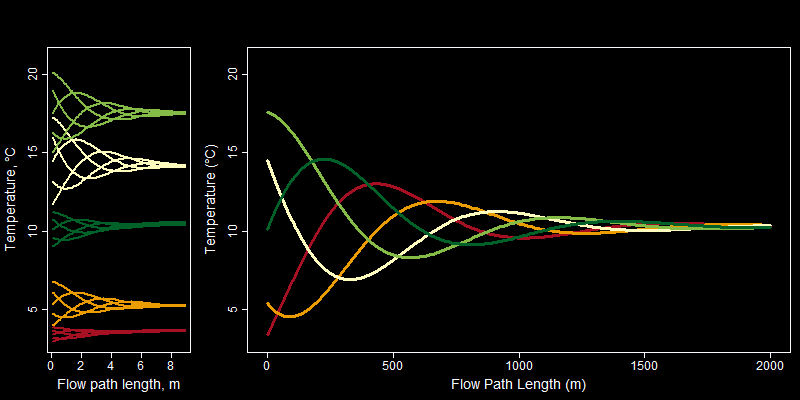 20
15
10
5
Temperature, °C
0 2 4 6 8
Flow path length, m
20
15
10
5
Temperature (°C)
0 500 1000 1500 2000
Flow Path Length (m)